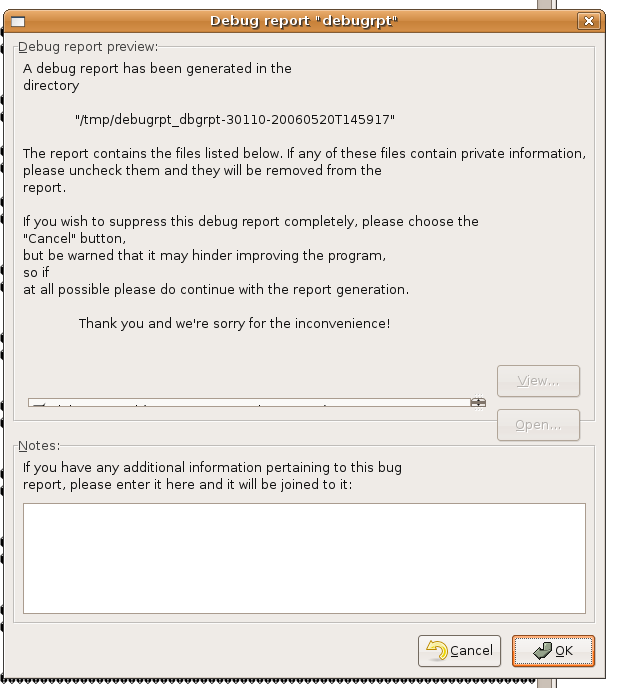 Debug report "debugrpt"
Debug report preview:
A debug report has been generated in the
directory
"/tmp/debugrpt_dbgrpt-30110-20060520T145917"
The report contains the files listed below. If any of these files contain private information,
please uncheck them and they will be removed from the
report.
If you wish to suppress this debug report completely, please choose the
"Cancel" button,
but be warned that it may hinder improving the program,
so if
at all possible please do continue with the report generation.
Thank you and we're sorry for the inconvenience!
View...
Open...
Notes:
If you have any additional information pertaining to this bug
report, please enter it here and it will be joined to it:
Cancel
OK